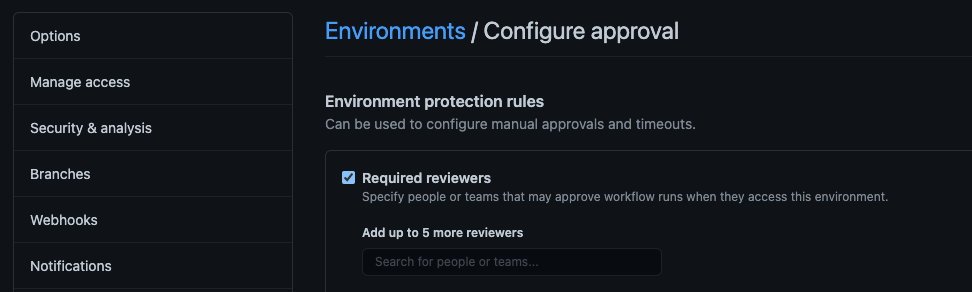 Options
Manage access
Security & analysis
Branches
Webhooks
Notifications
Environments / Configure approval
Environment protection rules
Can be used to configure manual approvals and timeouts.
Required reviewers
Specify people or teams that may approve workflow runs when they access this environment.
Add up to 5 more reviewers
Search for people or teams...